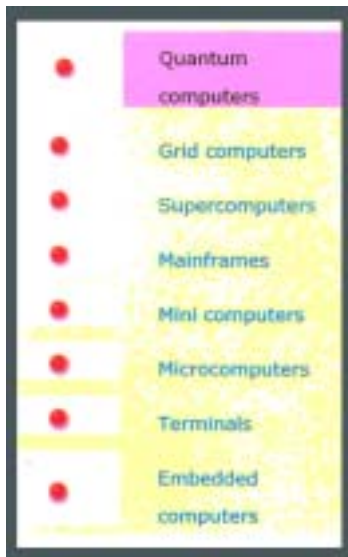 Quantum
computers
Grid computers
Supercomputers
Mainframes
Mini computers
Microcomputers
Terminals
Embedded
computers